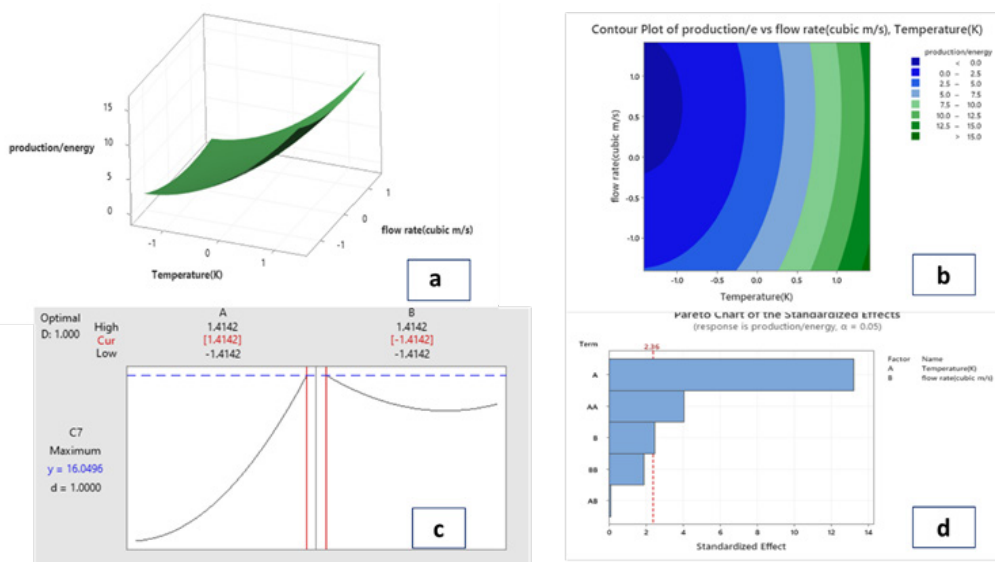 15
10
5
0
production/energy
-1
0
1
Temperature(K)
-1
0
1
flow rate(cubic m/s)
a
Contour Plot of production/e vs flow rate(cubic m/s), Temperature(K)
production/energy
< 0.0
0.0 – 2.5
2.5 – 5.0
5.0 – 7.5
7.5 – 10.0
10.0 – 12.5
12.5 – 15.0
> 15.0
1.0
0.0
-1.0
flow rate(cubic m/s)
-1.0 -0.5 0.0 0.5 1.0
Temperature(K)
b
Optimal
D: 1.000
High
Cur
Low
A
1.4142
[1.4142]
-1.4142
B
1.4142
[-1.4142]
-1.4142
C7
Maximum
y = 16.0496
d = 1.0000
c
Pareto Chart of the Standardized Effects
(response is production/energy, α = 0.05)
Term
2.36
A
AA
B
BB
AB
0 2 4 6 8 10 12 14
Standardized Effect
Factor Name
A Temperature(K)
B flow rate(cubic m/s)
d